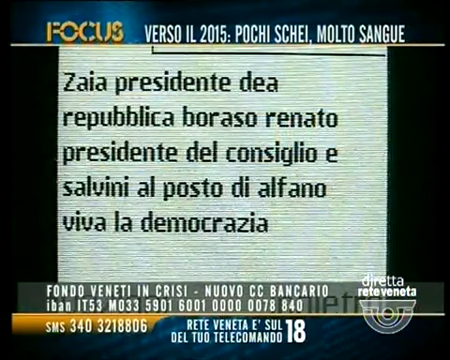 FOCUS VERSO IL 2015: POCHI SCHEI, MOLTO SANGUE
Zaia presidente dea
repubblica boraso renato
presidente del consiglio e
salvini al posto di alfano
viva la democrazia
diretta
reteveneta
FONDO VENETI IN CRISI - NUOVO CC BANCARIO
iban IT53 M033 5901 6001 0000 0078 840
SMS 340 3218806
RETE VENETA E' SUL
DEL TUO TELECOMANDO 18